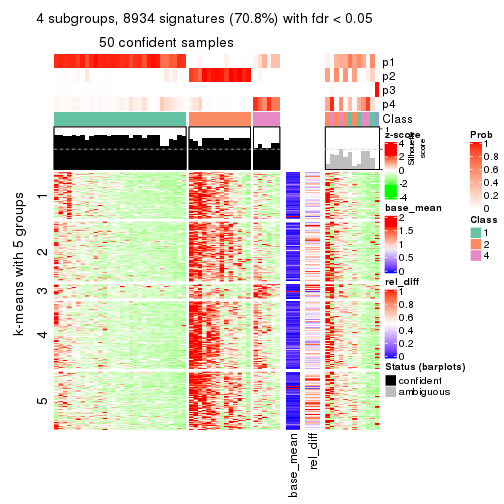 4 subgroups, 8934 signatures (70.8%) with fdr < 0.05
50 confident samples
p1
p2
p3
p4
Class
1
Silhouette
score
k-means with 5 groups
1
2
3
4
5
base_mean
rel_diff
z-score
4
2
0
-2
-4
base_mean
2
1.5
1
0.5
0
rel_diff
1
0.8
0.6
0.4
0.2
0
Status (barplots)
confident
ambiguous
Prob
1
0.8
0.6
0.4
0.2
0
Class
1
2
4